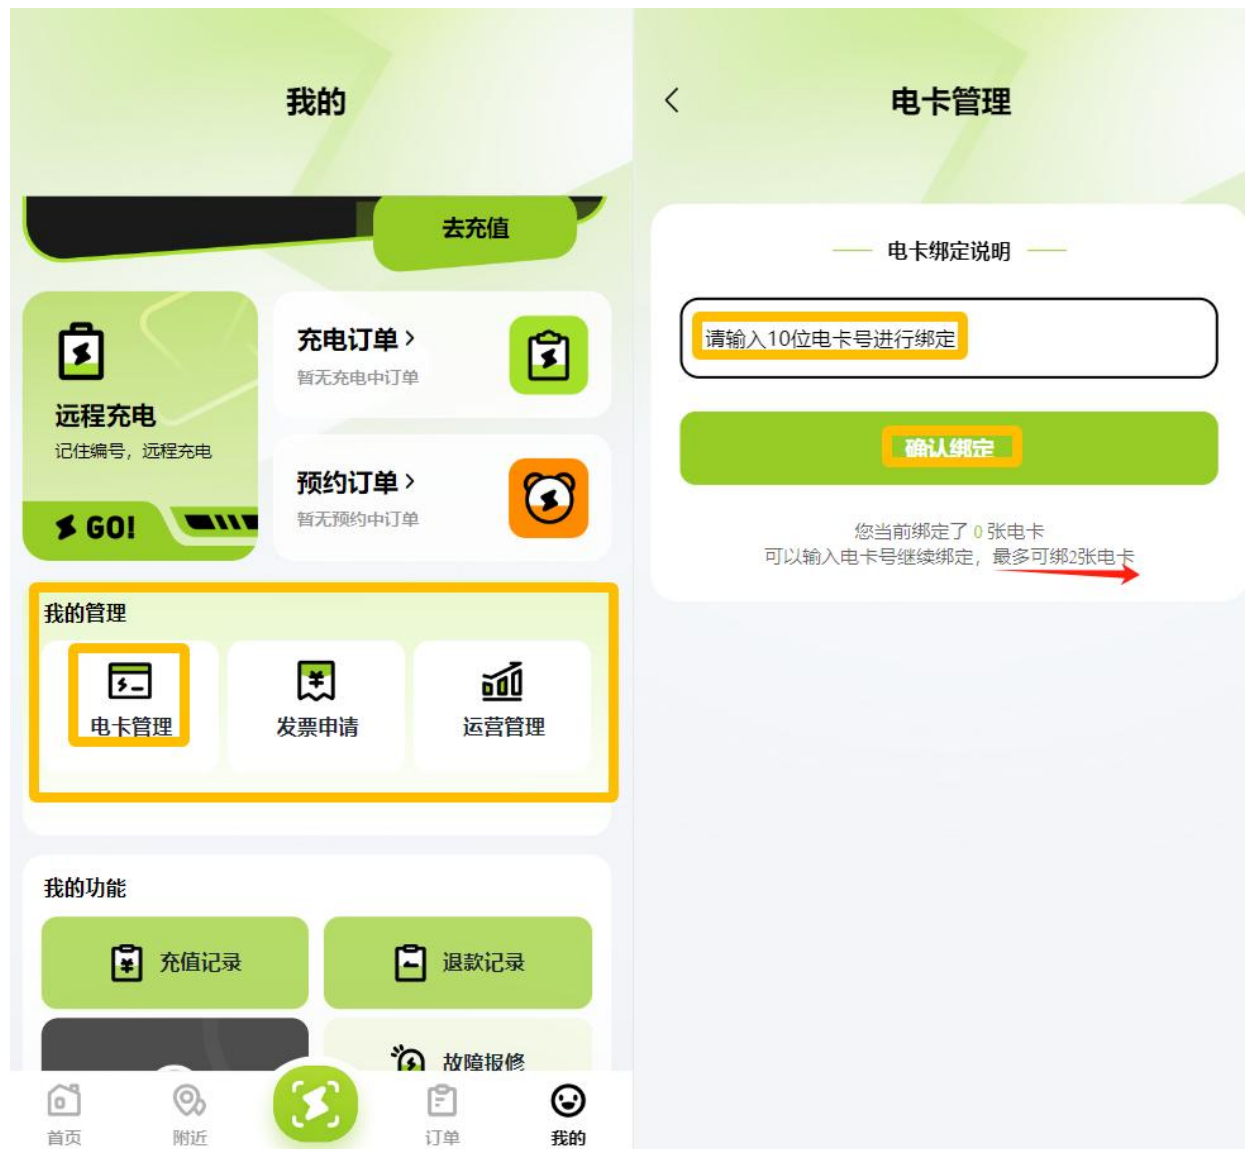 我的
去充值
远程充电
记住编号，远程充电
GO!
充电订单
暂无充电中订单
预约订单
暂无预约中订单
我的管理
电卡管理
发票申请
运营管理
我的功能
充值记录
退款记录
故障报修
首页
附近
订单
我的
电卡管理
电卡绑定说明
请输入10位电卡号进行绑定
确认绑定
您当前绑定了 0 张电卡
可以输入电卡号继续绑定，最多可绑2张电卡